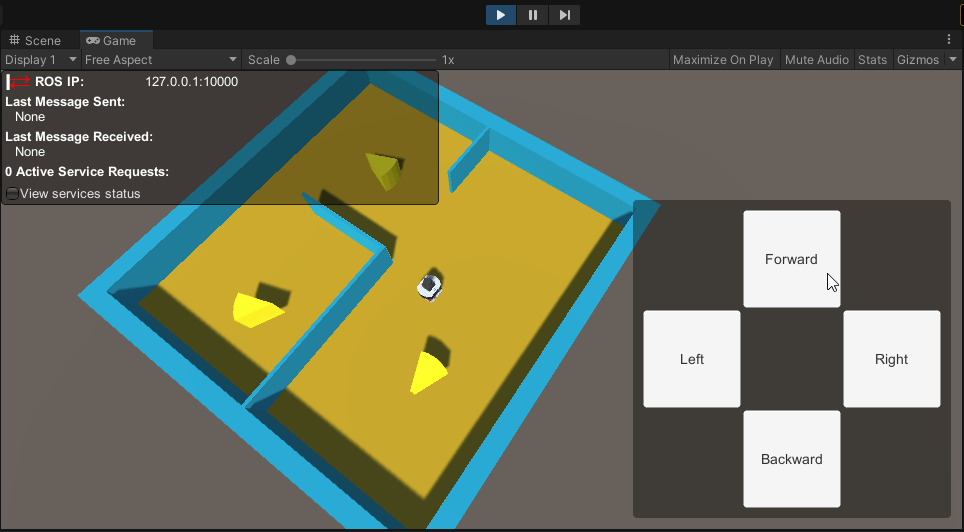 Scene
Game
Display 1
Free Aspect
Scale
1x
Maximize On Play
Mute Audio
Stats
Gizmos
ROS IP:
127.0.0.1:10000
Last Message Sent:
None
Last Message Received:
None
0 Active Service Requests:
View services status
Forward
Left
Right
Backward